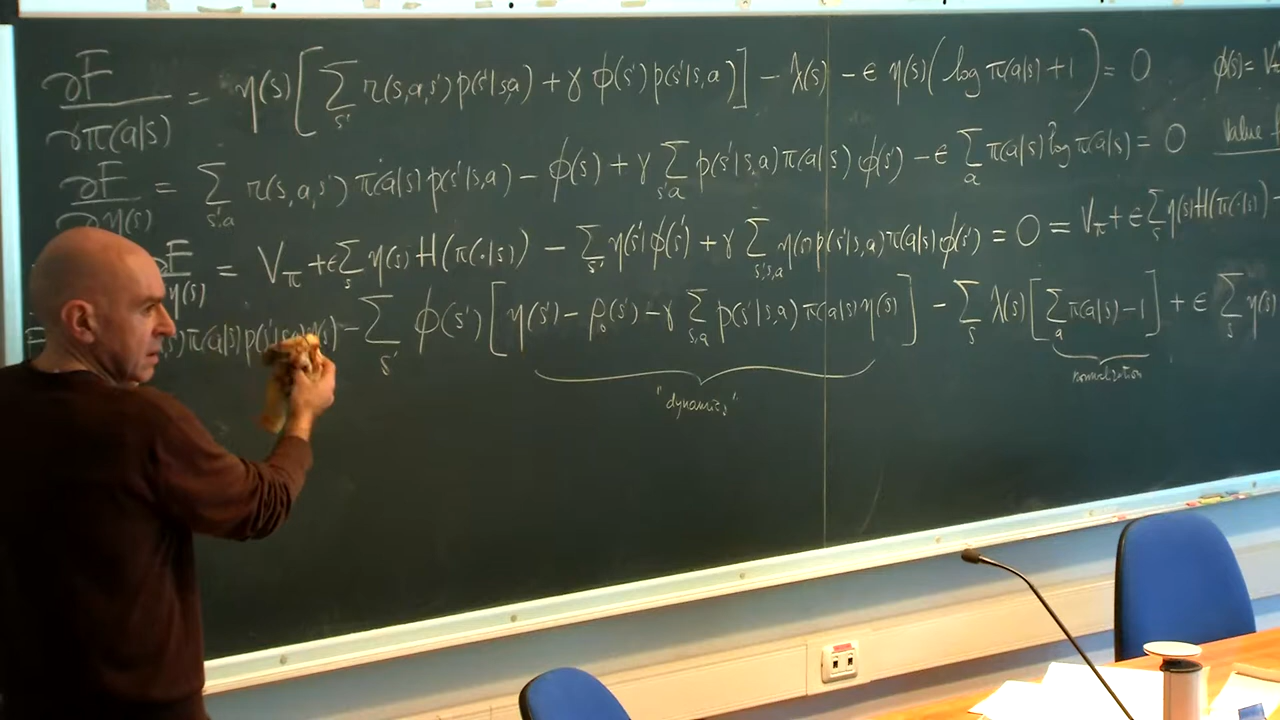 ∂F/∂π(a|s) = η(s) [ Σ_{s'} r(s,a,s') p(s'|s,a) + γ ϕ(s') p(s'|s,a) ] − λ(s) − ϵ η(s) ( log π(a|s) + 1 ) = 0
ϕ(s) = V
Value f
∂F/∂η(s) = Σ_{s'a} r(s,a,s') π(a|s) p(s'|s,a) − ϕ(s) + γ Σ_{s'a} p(s'|s,a) π(a|s) ϕ(s') − ϵ Σ_a π(a|s) log π(a|s) = 0
F/η(s) = V_π + ϵ Σ_s η(s) H(π(·|s)) − Σ_{s'} η(s') ϕ(s') + γ Σ_{s's,a} η(s) p(s'|s,a) π(a|s) ϕ(s') = 0 = V_π + ϵ Σ_s η(s) H(π(·|s)) −
π(a|s) p(s'|s,a) − Σ_{s'} ϕ(s') [ η(s') − ρ_0(s') − γ Σ_{s,a} p(s'|s,a) π(a|s) η(s) ] − Σ_s λ(s) [ Σ_a π(a|s) − 1 ] + ϵ Σ_s η(s)
"dynamics"
normalization